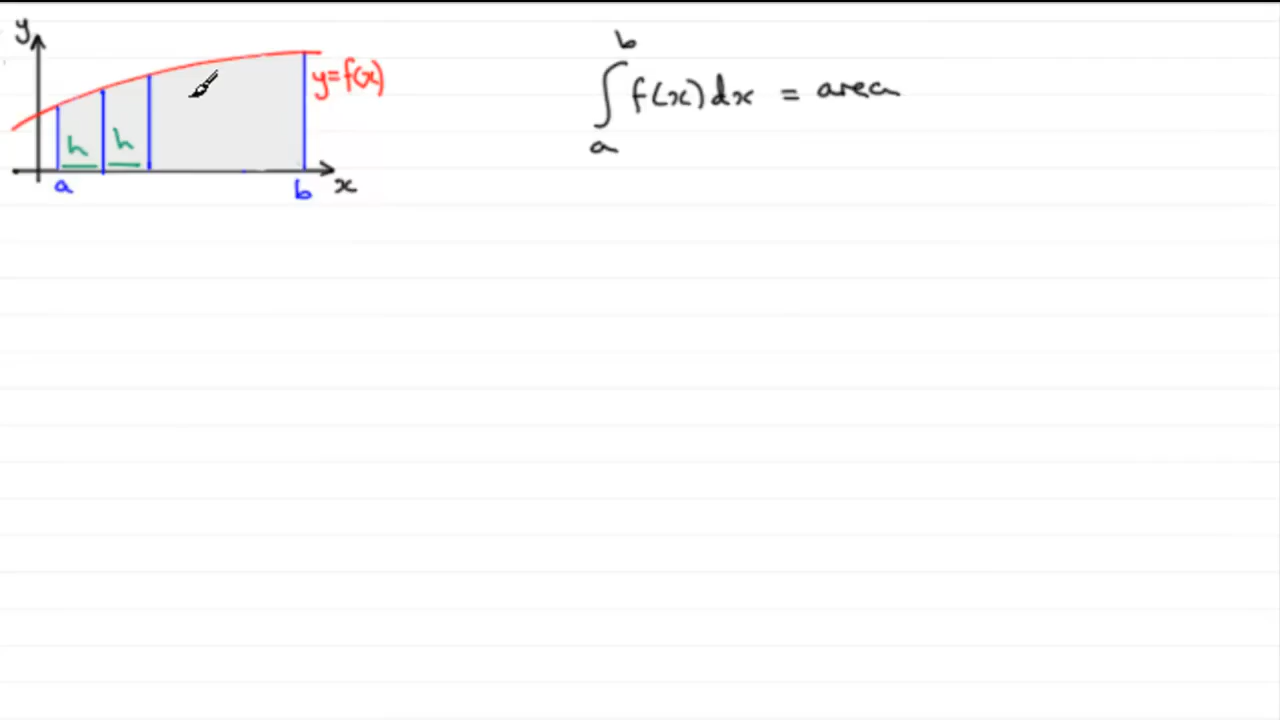 y
y=f(x)
h h
a b x
b
∫ f(x) dx = area
a